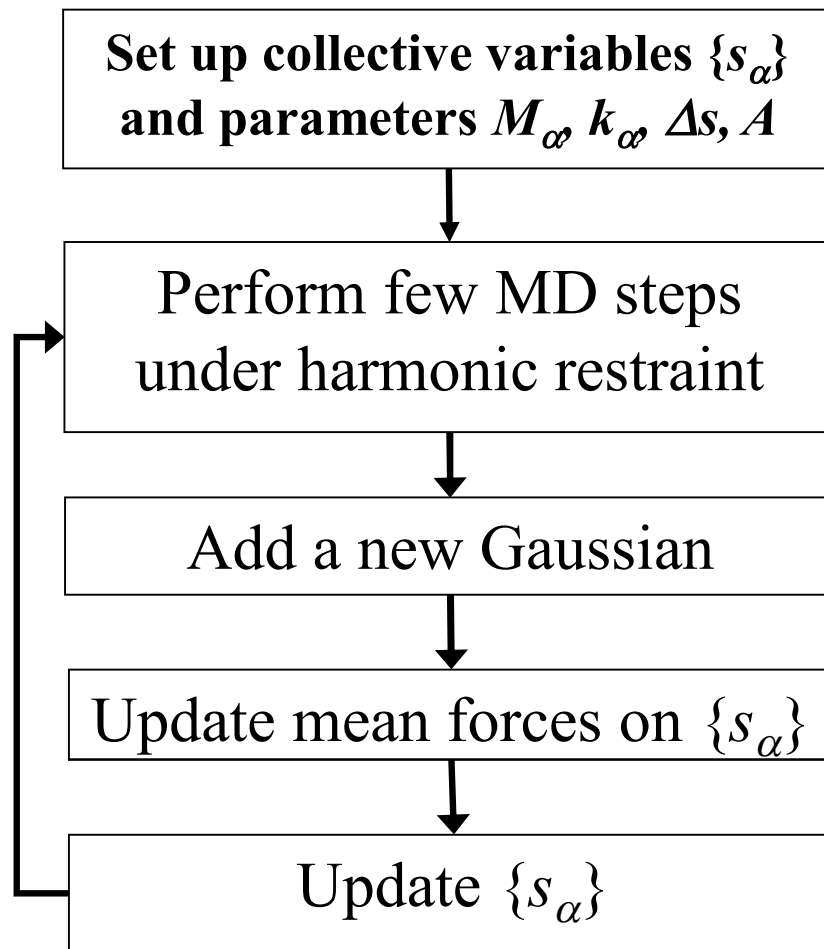 Set up collective variables {sα}
and parameters Mα, kα, Δs, A
Perform few MD steps
under harmonic restraint
Add a new Gaussian
Update mean forces on {sα}
Update {sα}